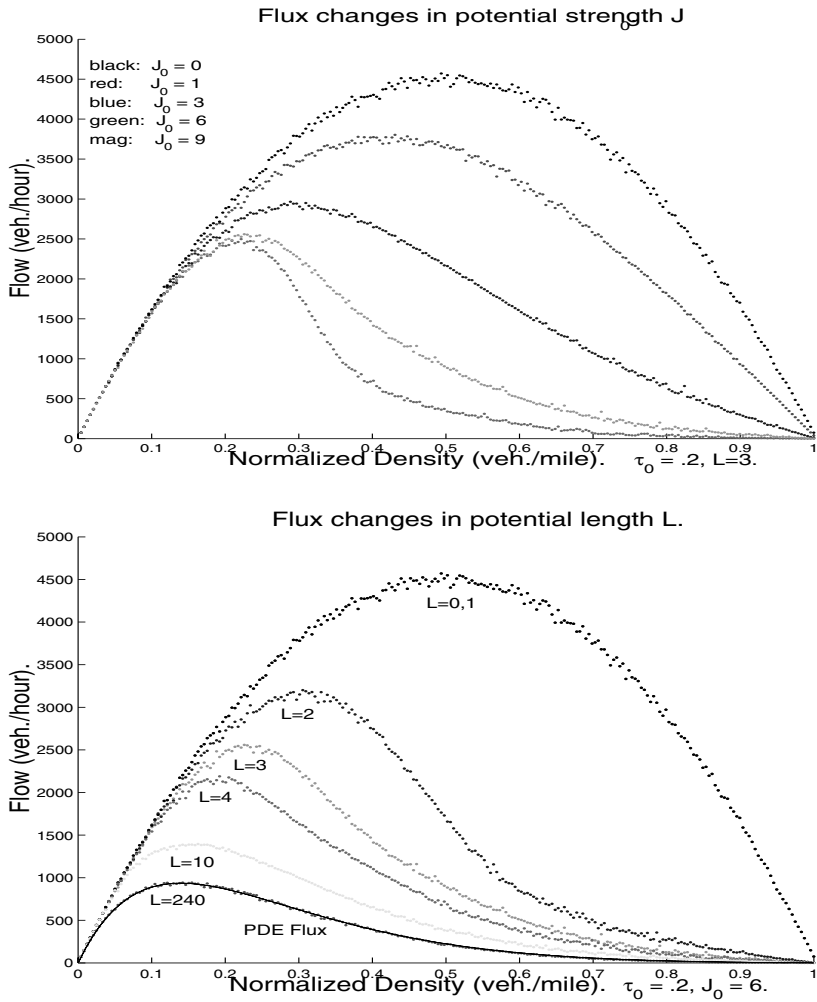 Flux changes in potential strength J₀
5000
4500
4000
3500
3000
2500
2000
1500
1000
500
0
Flow (veh./hour).
black: J₀ = 0
red: J₀ = 1
blue: J₀ = 3
green: J₀ = 6
mag: J₀ = 9
0 0.1 0.2 0.3 0.4 0.5 0.6 0.7 0.8 0.9 1
Normalized Density (veh./mile). τ₀ = .2, L=3.
Flux changes in potential length L.
5000
4500
4000
3500
3000
2500
2000
1500
1000
500
0
Flow (veh./hour).
L=0,1
L=2
L=3
L=4
L=10
L=240
PDE Flux
0 0.1 0.2 0.3 0.4 0.5 0.6 0.7 0.8 0.9 1
Normalized Density (veh./mile). τ₀ = .2, J₀ = 6.